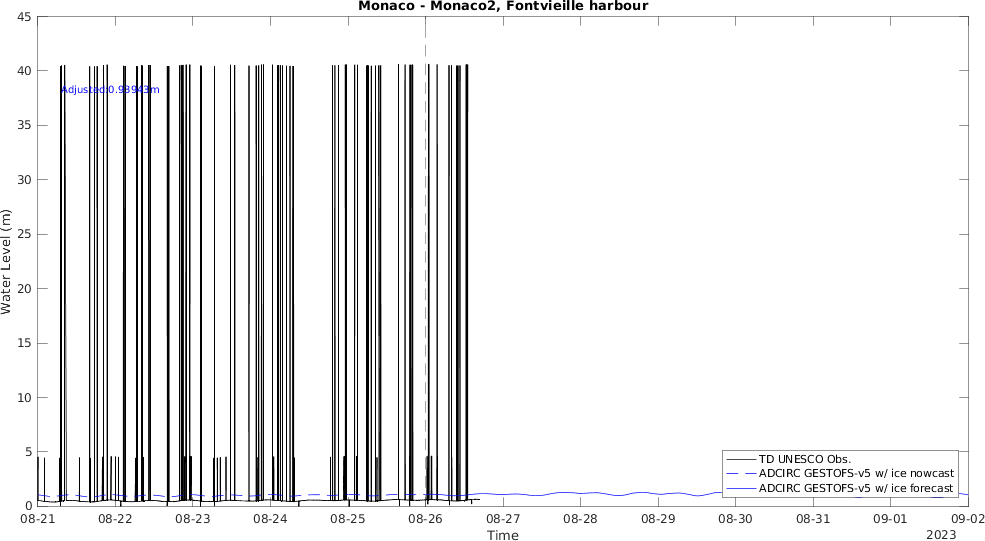 Monaco - Monaco2, Fontvieille harbour
45
40
35
30
25
20
15
10
5
0
Water Level (m)
TD UNESCO Obs.
ADCIRC GESTOFS-v5 w/ ice nowcast
ADCIRC GESTOFS-v5 w/ ice forecast
08-21 08-22 08-23 08-24 08-25 08-26 08-27 08-28 08-29 08-30 08-31 09-01 09-02
Time
2023